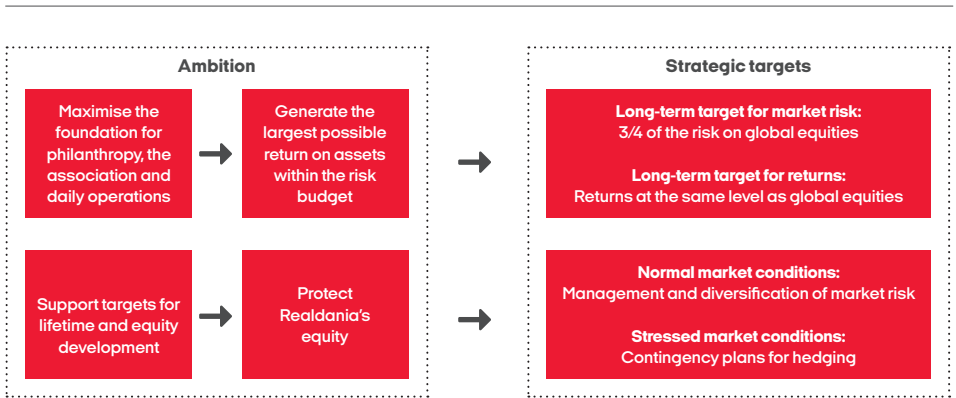 Ambition
Maximise the
foundation for
philanthropy, the
association and
daily operations
Generate the
largest possible
return on assets
within the risk
budget
Support targets for
lifetime and equity
development
Protect
Realdania's
equity
Strategic targets
Long-term target for market risk:
3/4 of the risk on global equities
Long-term target for returns:
Returns at the same level as global equities
Normal market conditions:
Management and diversification of market risk
Stressed market conditions:
Contingency plans for hedging